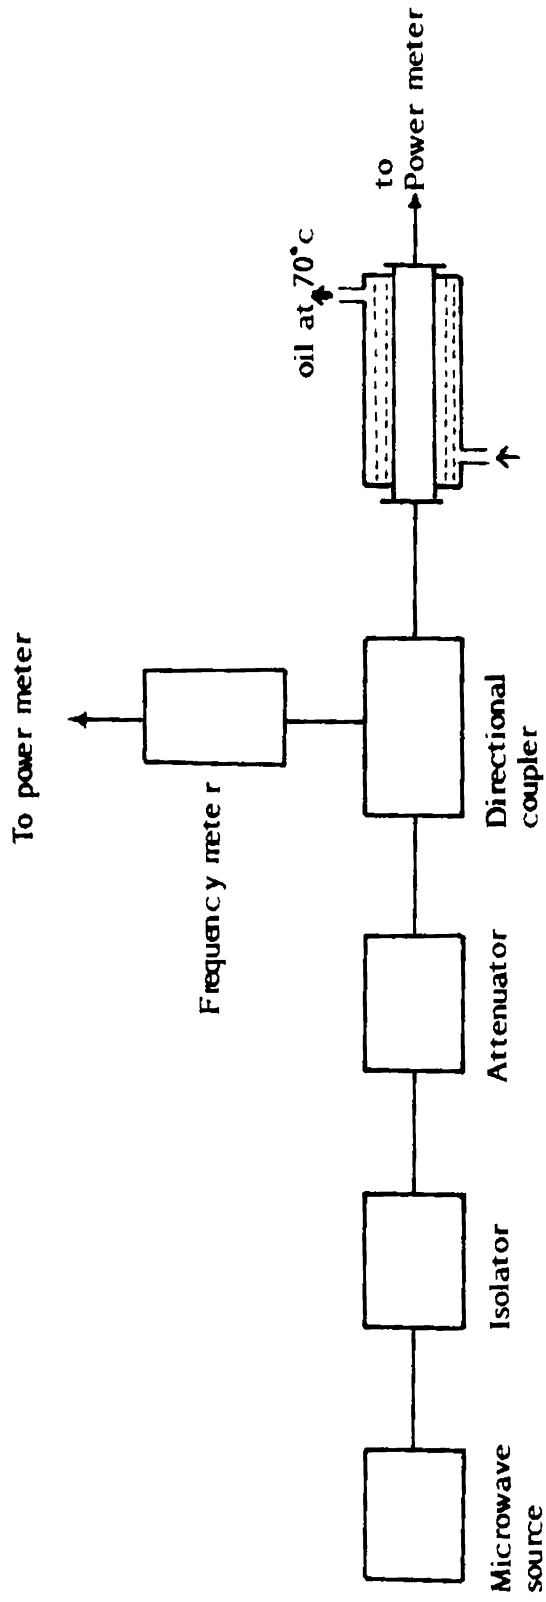 To power meter
Frequency meter
oil at 70°c
to
Power meter
Microwave
source
Isolator
Attenuator
Directional
coupler